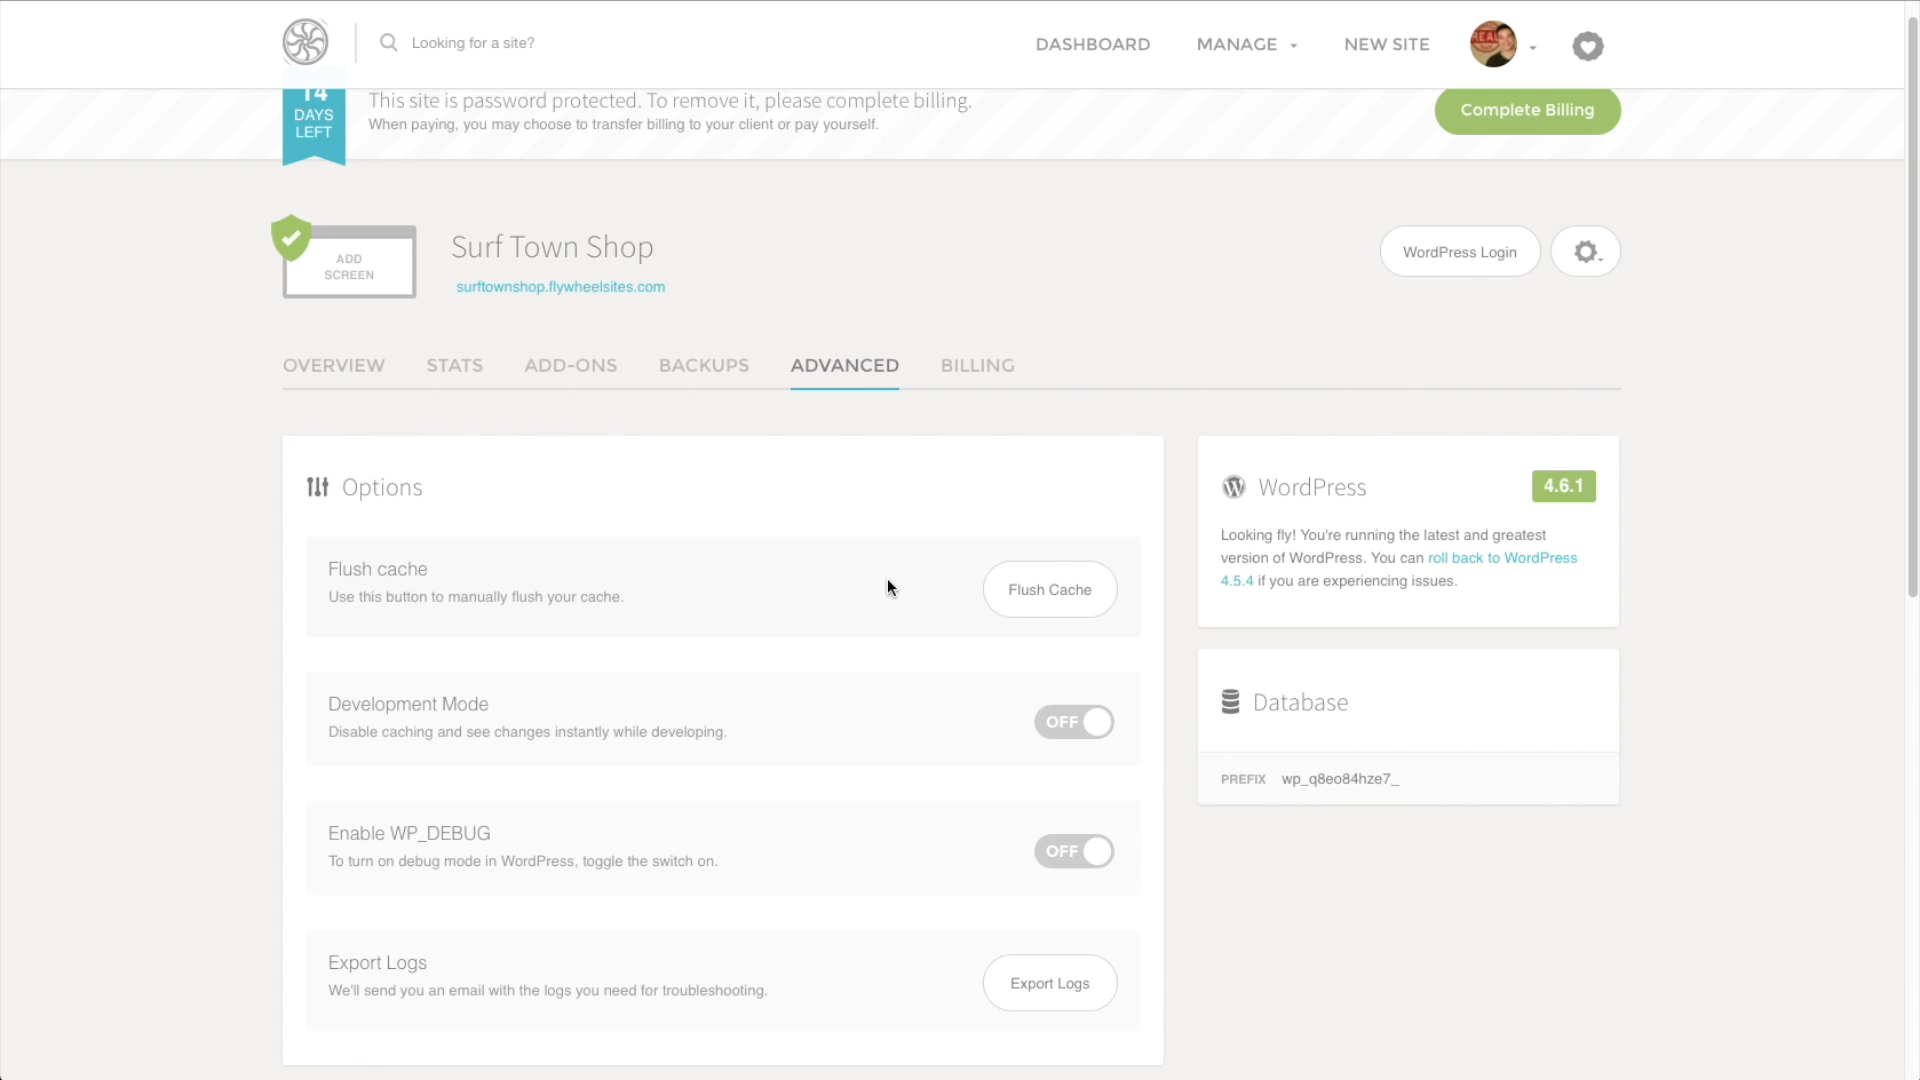 Looking for a site?
DASHBOARD
MANAGE
NEW SITE
14
DAYS
LEFT
This site is password protected. To remove it, please complete billing.
When paying, you may choose to transfer billing to your client or pay yourself.
Complete Billing
ADD
SCREEN
Surf Town Shop
surftownshop.flywheelsites.com
WordPress Login
OVERVIEW
STATS
ADD-ONS
BACKUPS
ADVANCED
BILLING
Options
Flush cache
Use this button to manually flush your cache.
Flush Cache
Development Mode
Disable caching and see changes instantly while developing.
OFF
Enable WP_DEBUG
To turn on debug mode in WordPress, toggle the switch on.
OFF
Export Logs
We'll send you an email with the logs you need for troubleshooting.
Export Logs
WordPress
4.6.1
Looking fly! You're running the latest and greatest
version of WordPress. You can roll back to WordPress
4.5.4 if you are experiencing issues.
Database
PREFIX wp_q8eo84hze7_